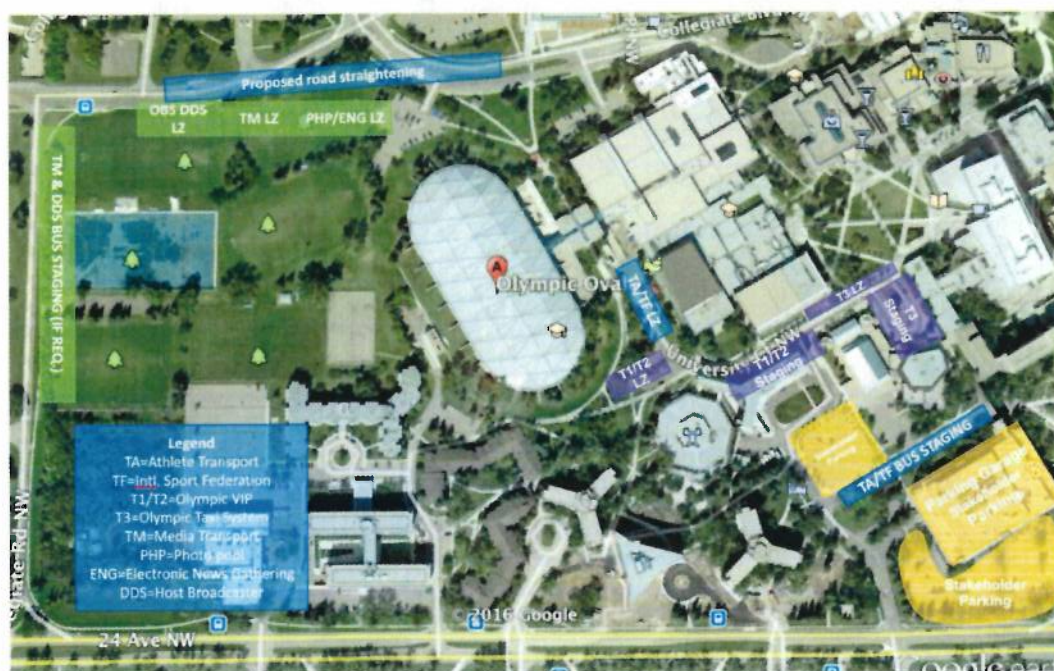 Collegiate Blvd NW
Proposed road straightening
OBS DDS
LZ
TM LZ
PHP/ENG LZ
TM & DDS BUS STAGING (IF REQ.)
A
Olympic Oval
TA/TF LZ
T3 LZ
T3
Staging
T1/T2
LZ
T1/T2
Staging
TA/TF BUS STAGING
Parking Garage
Stakeholder
Parking
Stakeholder
Parking
Legend
TA=Athlete Transport
TF=Intl. Sport Federation
T1/T2=Olympic VIP
T3=Olympic Taxi System
TM=Media Transport
PHP=Photo pool
ENG=Electronic News Gathering
DDS=Host Broadcaster
giate Rd NW
©2016 Google
24 Ave NW